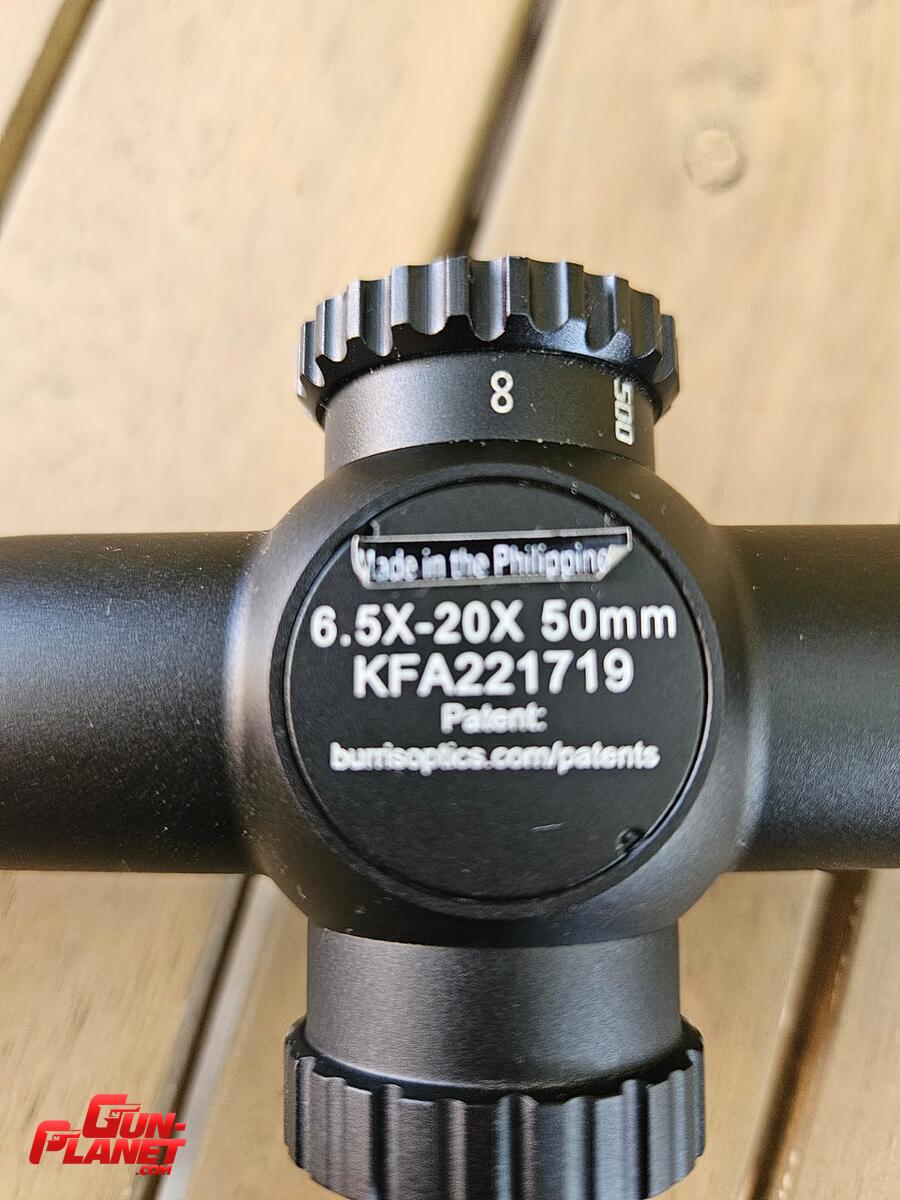 8
500
Made in the Philippines
6.5X-20X 50mm
KFA221719
Patent:
burrisoptics.com/patents
GUN-
PLANET
.COM